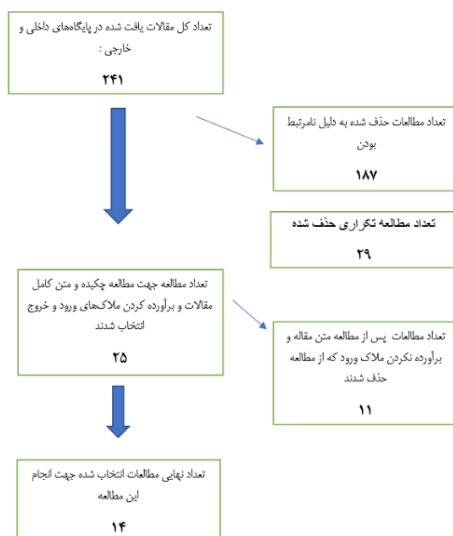 تعداد کل مقالات یافت شده در پایگاه‌های داخلی و
خارجی :
۲۴۱
تعداد مطالعات حذف شده به دلیل نامرتبط
بودن
۱۸۷
تعداد مطالعه تکراری حذف شده
۲۹
تعداد مطالعه جهت مطالعه چکیده و متن کامل
مقالات و برآورده کردن ملاک‌های ورود و خروج
انتخاب شدند
۲۵
تعداد مطالعات پس از مطالعه متن مقاله و
برآورده نکردن ملاک ورود که از مطالعه
حذف شدند
۱۱
تعداد نهایی مطالعات انتخاب شده جهت انجام
این مطالعه
۱۴